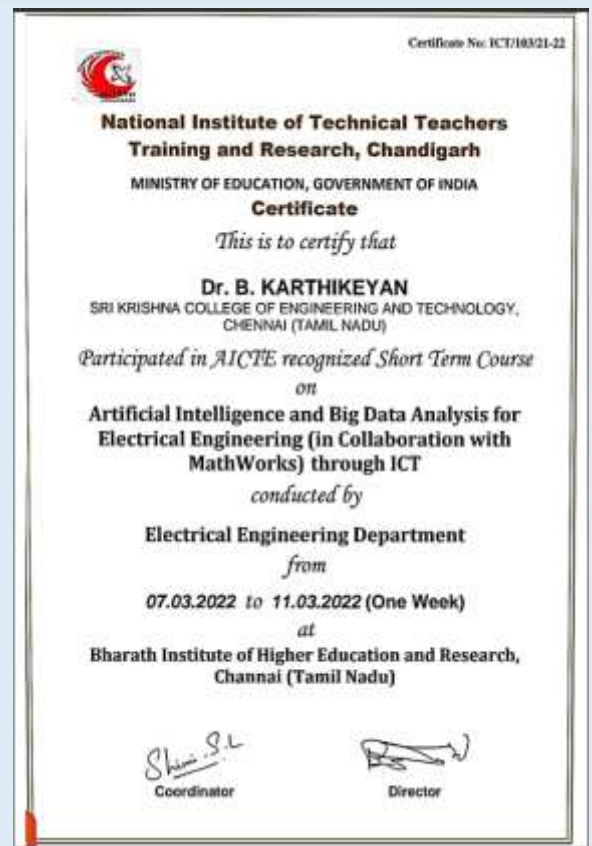 Certificate No: ICT/103/21-22
National Institute of Technical Teachers
Training and Research, Chandigarh
MINISTRY OF EDUCATION, GOVERNMENT OF INDIA
Certificate
This is to certify that
Dr. B. KARTHIKEYAN
SRI KRISHNA COLLEGE OF ENGINEERING AND TECHNOLOGY,
CHENNAI (TAMIL NADU)
Participated in AICTE recognized Short Term Course
on
Artificial Intelligence and Big Data Analysis for
Electrical Engineering (in Collaboration with
MathWorks) through ICT
conducted by
Electrical Engineering Department
from
07.03.2022 to 11.03.2022 (One Week)
at
Bharath Institute of Higher Education and Research,
Channai (Tamil Nadu)
Shimi S.L
Coordinator
Director